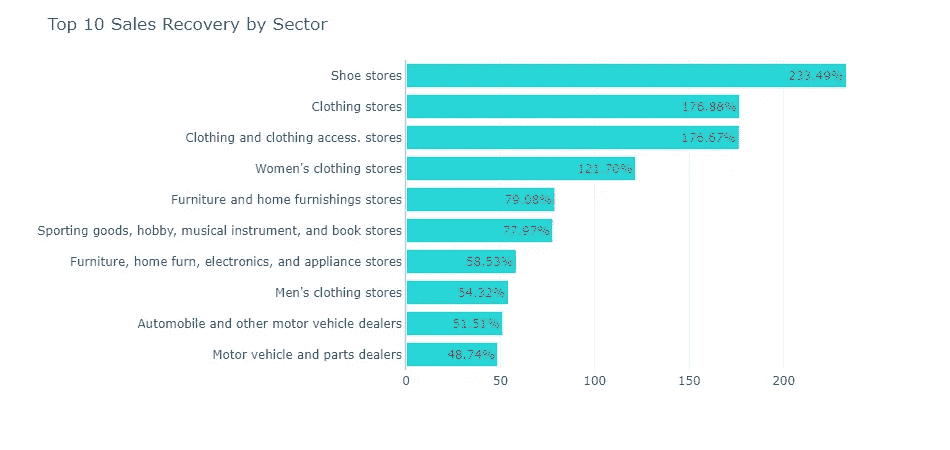 Top 10 Sales Recovery by Sector
Shoe stores 233.49%
Clothing stores 176.88%
Clothing and clothing access. stores 176.67%
Women's clothing stores 121.70%
Furniture and home furnishings stores 79.08%
Sporting goods, hobby, musical instrument, and book stores 77.97%
Furniture, home furn, electronics, and appliance stores 58.53%
Men's clothing stores 54.32%
Automobile and other motor vehicle dealers 51.51%
Motor vehicle and parts dealers 48.74%
0 50 100 150 200